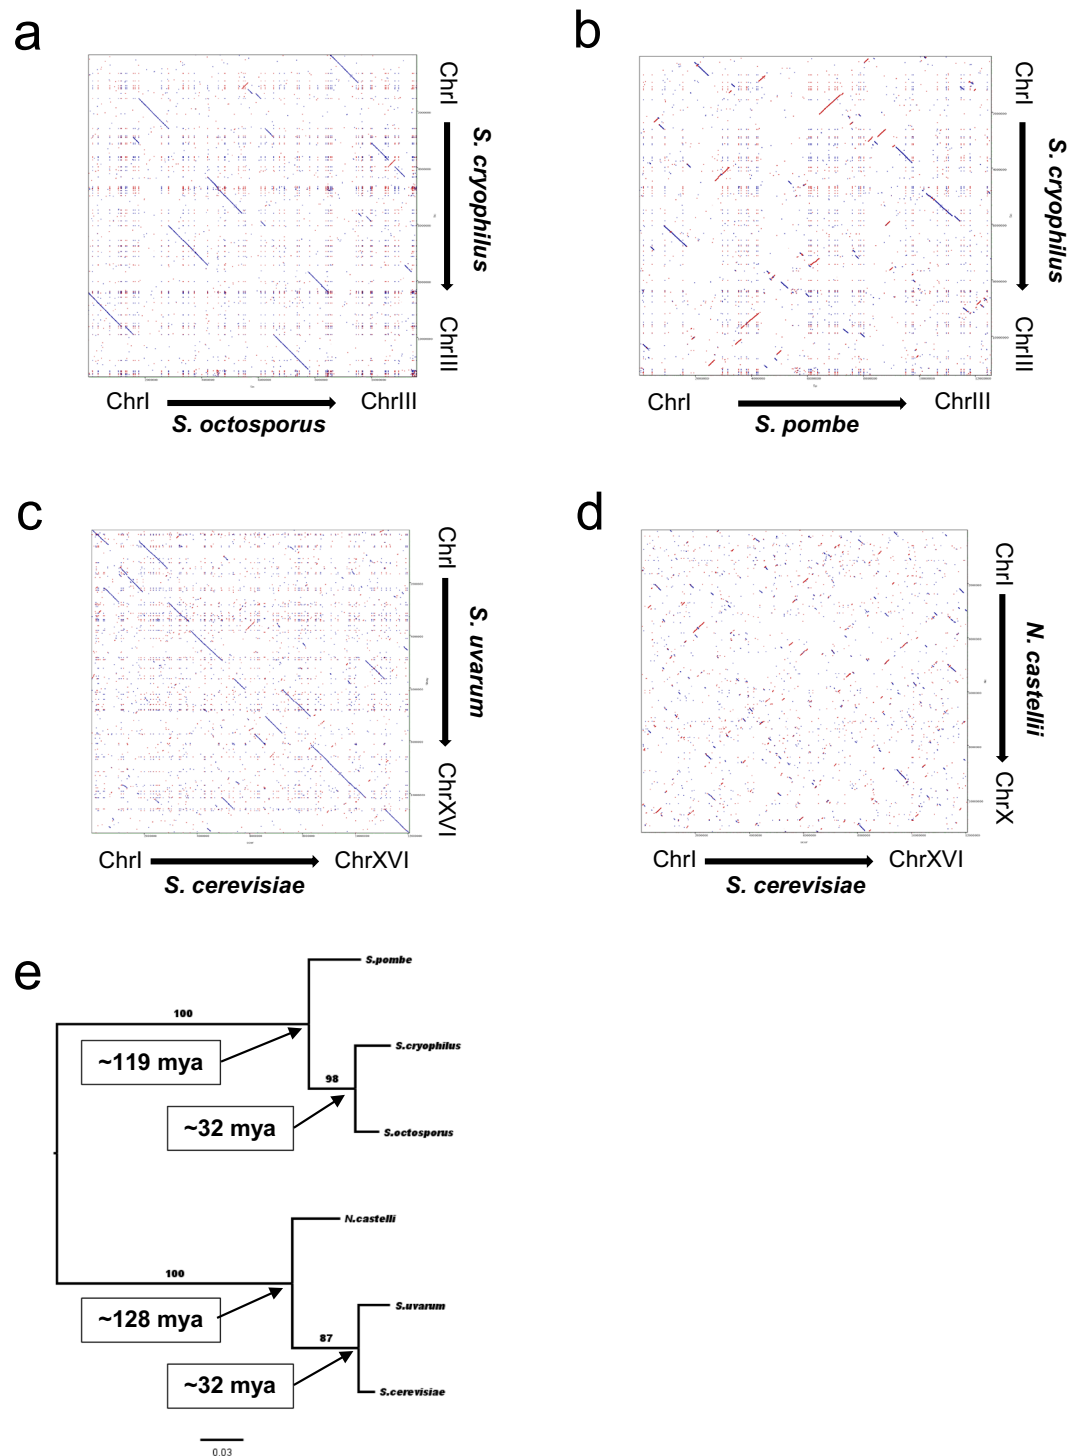 a
ChrI
S. cryophilus
ChrIII
ChrI
ChrIII
S. octosporus
b
ChrI
S. cryophilus
ChrIII
ChrI
ChrIII
S. pombe
c
ChrI
S. uvarum
ChrXVI
ChrI
ChrXVI
S. cerevisiae
d
ChrI
N. castellii
ChrX
ChrI
ChrXVI
S. cerevisiae
e
S.pombe
100
~119 mya
S.cryophilus
98
~32 mya
S.octosporus
N.castelli
100
~128 mya
S.uvarum
87
~32 mya
S.cerevisiae
0.03